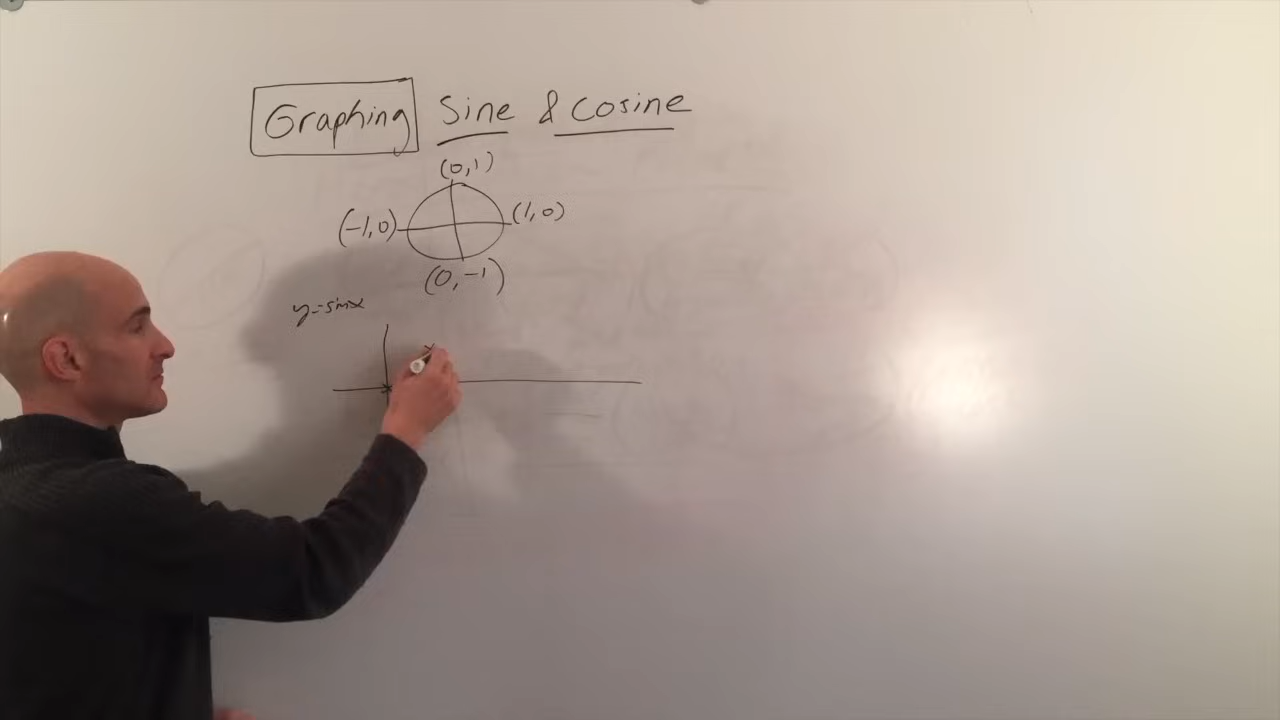 Graphing Sine & Cosine
(0,1)
(-1,0) (1,0)
(0,-1)
y=sinx